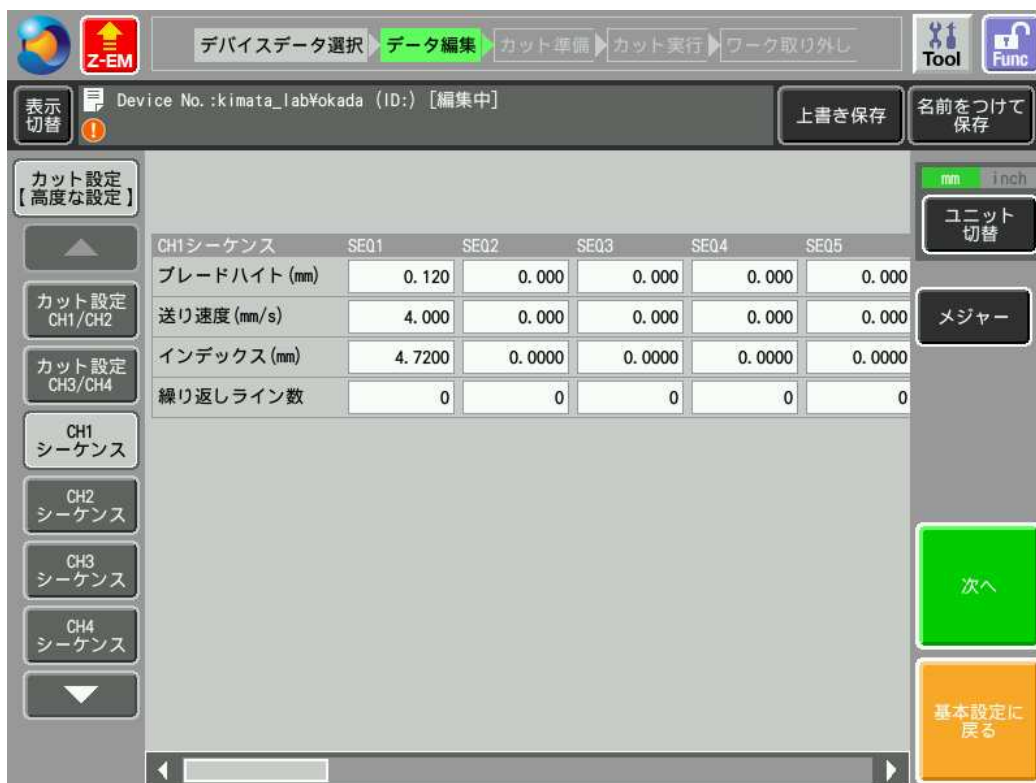 Z-EM
デバイスデータ選択 データ編集 カット準備 カット実行 ワーク取り外し
Tool
Func
表示
切替
Device No.:kimata_lab¥okada (ID:) [編集中]
上書き保存
名前をつけて
保存
カット設定
【高度な設定】
mm inch
ユニット
切替
CH1シーケンス SEQ1 SEQ2 SEQ3 SEQ4 SEQ5
ブレードハイト(mm) 0.120 0.000 0.000 0.000 0.000
送り速度(mm/s) 4.000 0.000 0.000 0.000 0.000
インデックス(mm) 4.7200 0.0000 0.0000 0.0000 0.0000
繰り返しライン数 0 0 0 0 0
カット設定
CH1/CH2
メジャー
カット設定
CH3/CH4
CH1
シーケンス
CH2
シーケンス
CH3
シーケンス
次へ
CH4
シーケンス
基本設定に
戻る